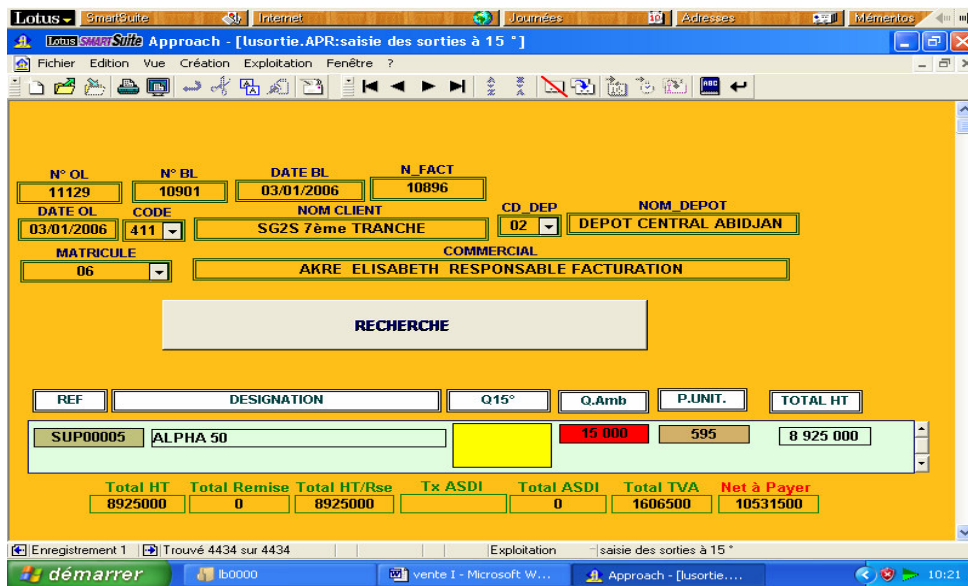 Lotus SmartSuite Internet Journées 10 Adresses Mémentos
Lotus SMARTSuite Approach - [lusortie.APR:saisie des sorties à 15 °]
Fichier Edition Vue Création Exploitation Fenêtre ?
N° OL N° BL DATE BL N_FACT
11129 10901 03/01/2006 10896
DATE OL CODE NOM CLIENT CD_DEP NOM_DEPOT
03/01/2006 411 SG2S 7ème TRANCHE 02 DEPOT CENTRAL ABIDJAN
MATRICULE COMMERCIAL
06 AKRE ELISABETH RESPONSABLE FACTURATION
RECHERCHE
REF DESIGNATION Q15° Q.Amb P.UNIT. TOTAL HT
SUP00005 ALPHA 50 15 000 595 8 925 000
Total HT Total Remise Total HT/Rse Tx ASDI Total ASDI Total TVA Net à Payer
8925000 0 8925000 0 1606500 10531500
Enregistrement 1 Trouvé 4434 sur 4434 Exploitation saisie des sorties à 15 °
démarrer lb0000 vente I - Microsoft W... Approach - [lusortie.... 10:21